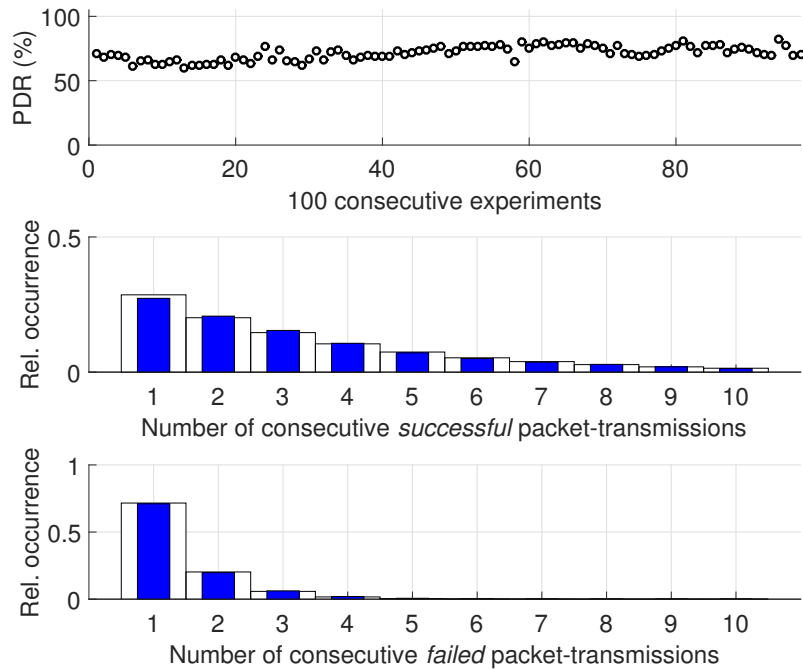 100
50
0
PDR (%)
0 20 40 60 80
100 consecutive experiments
0.5
0
Rel. occurrence
1 2 3 4 5 6 7 8 9 10
Number of consecutive successful packet-transmissions
1
0.5
0
Rel. occurrence
1 2 3 4 5 6 7 8 9 10
Number of consecutive failed packet-transmissions